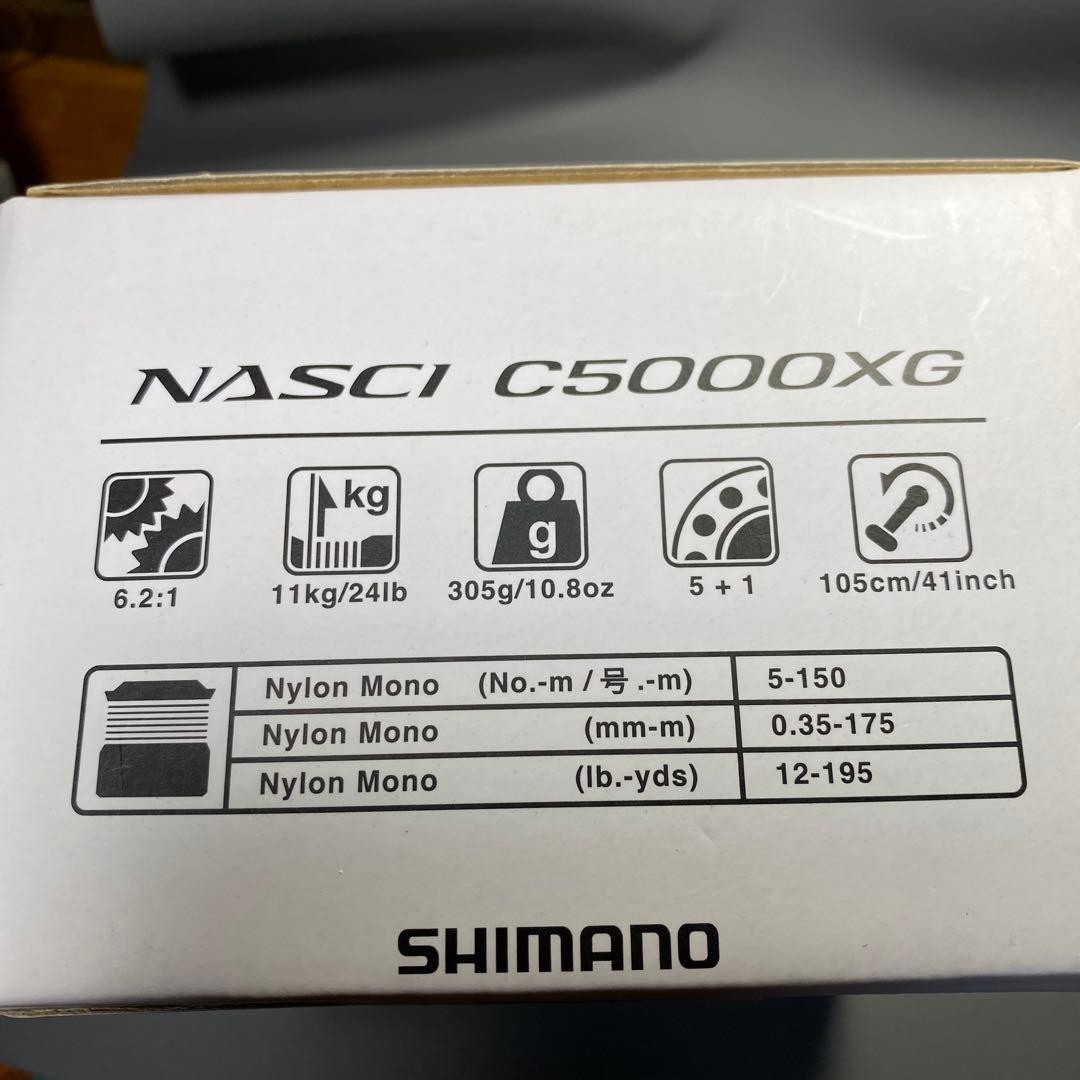 NASCI C5000XG
kg
g
6.2:1 11kg/24lb 305g/10.8oz 5 + 1 105cm/41inch
Nylon Mono (No.-m / 号 .-m) 5-150
Nylon Mono (mm-m) 0.35-175
Nylon Mono (lb.-yds) 12-195
SHIMANO